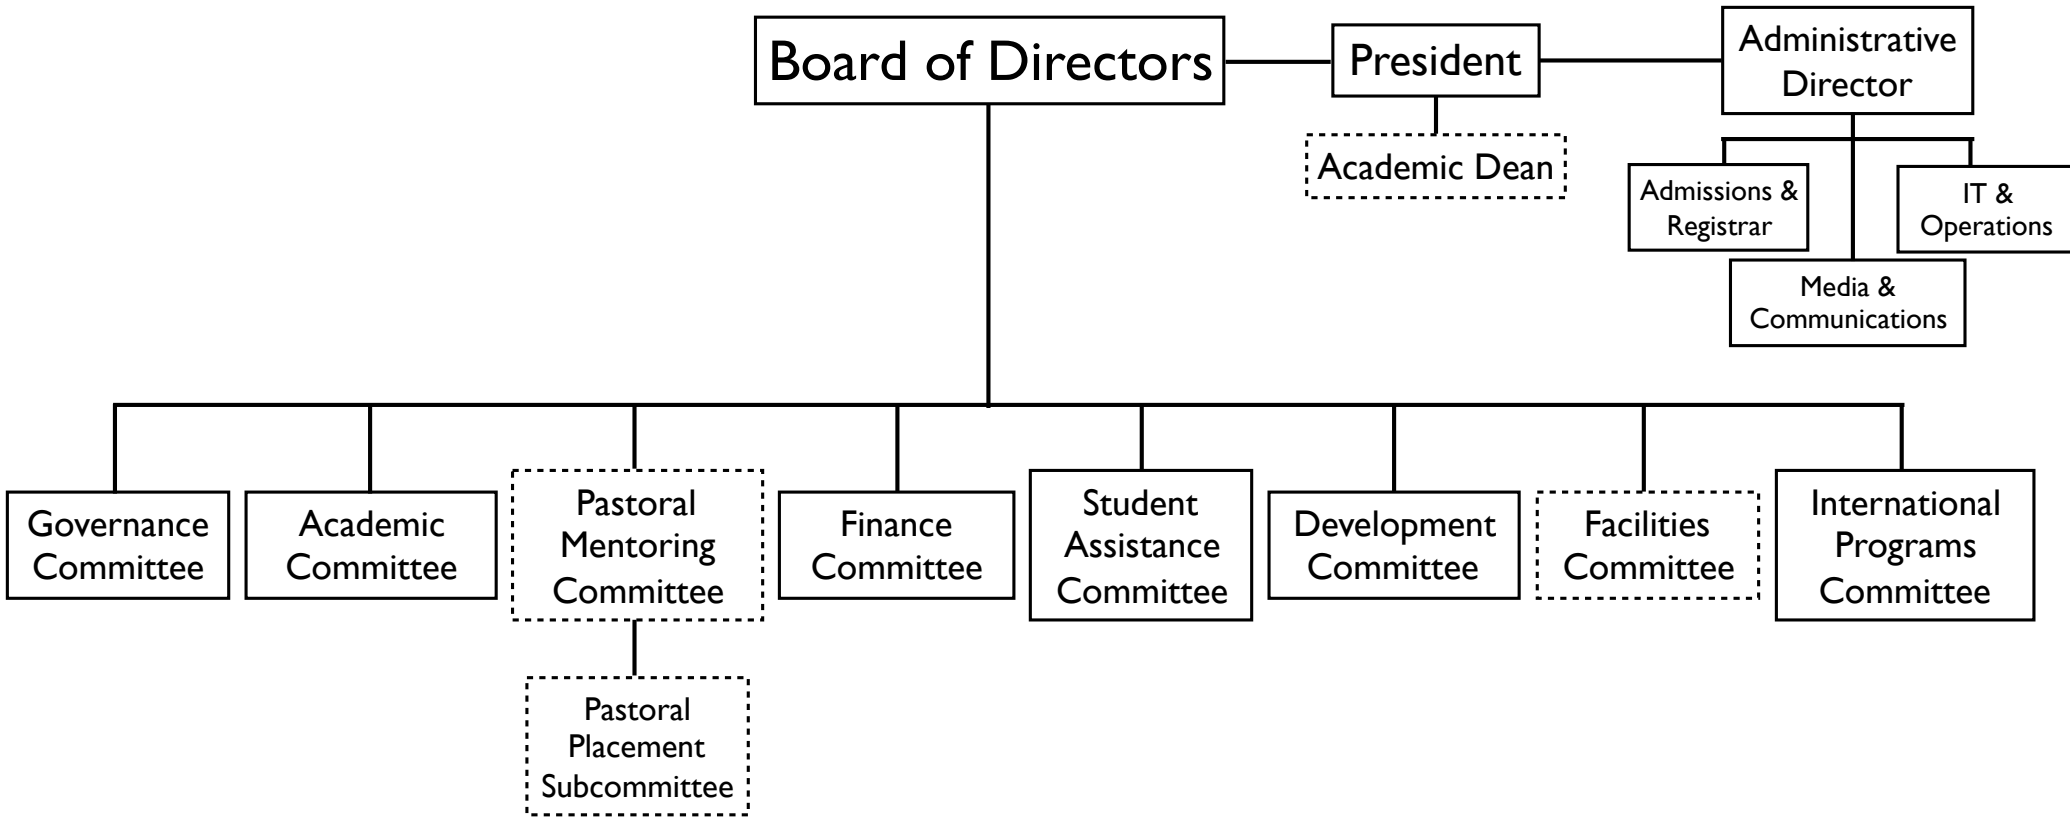 Board of Directors
President
Administrative
Director
Academic Dean
Admissions &
Registrar
IT &
Operations
Media &
Communications
Governance
Committee
Academic
Committee
Pastoral
Mentoring
Committee
Finance
Committee
Student
Assistance
Committee
Development
Committee
Facilities
Committee
International
Programs
Committee
Pastoral
Placement
Subcommittee